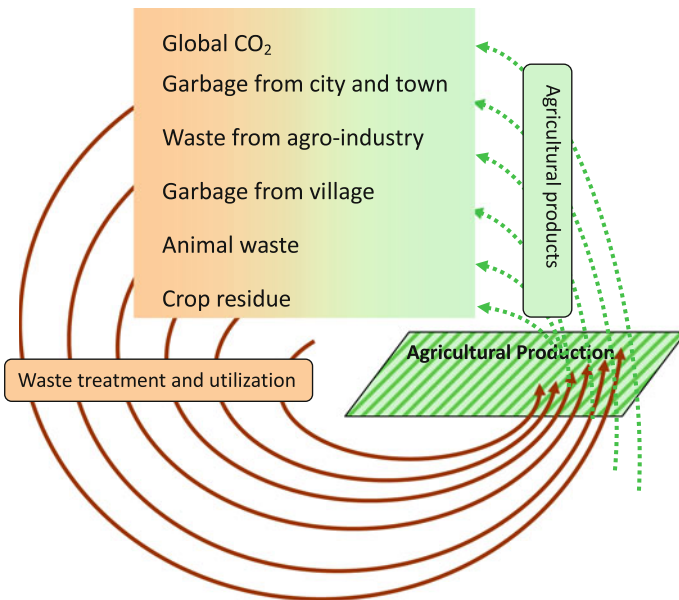 Global CO₂
Garbage from city and town
Waste from agro-industry
Garbage from village
Animal waste
Crop residue
Agricultural products
Agricultural Production
Waste treatment and utilization